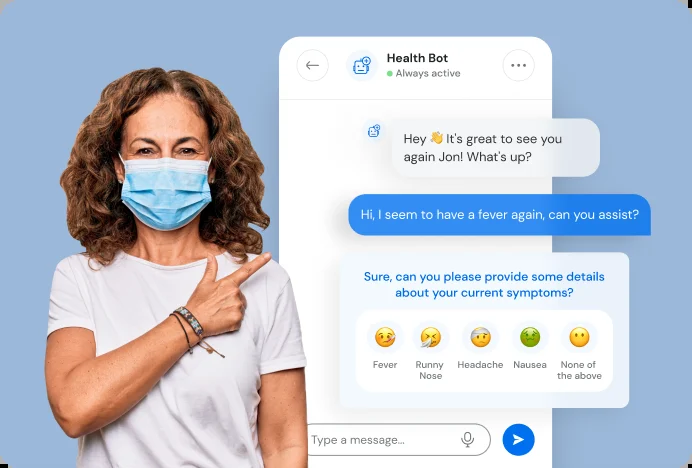 Health Bot
Always active
Hey 👋 It's great to see you
again Jon! What's up?
Hi, I seem to have a fever again, can you assist?
Sure, can you please provide some details
about your current symptoms?
Fever
Runny
Nose
Headache
Nausea
None of
the above
Type a message...